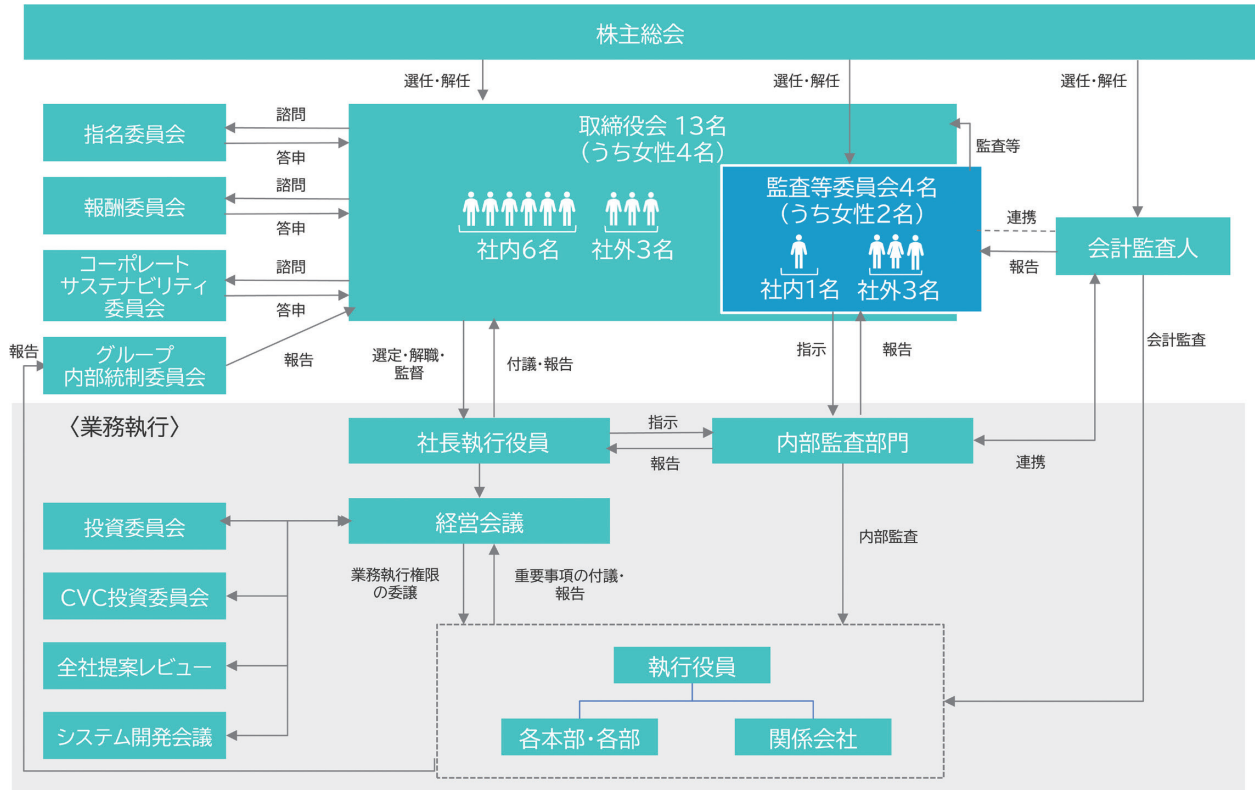 株主総会
選任・解任
選任・解任
選任・解任
指名委員会
諮問
答申
取締役会 13名
(うち女性4名)
社内6名
社外3名
監査等
監査等委員会4名
(うち女性2名)
社内1名
社外3名
報酬委員会
諮問
答申
連携
報告
会計監査人
コーポレート
サステナビリティ
委員会
諮問
答申
報告
グループ
内部統制委員会
報告
選定・解職・
監督
付議・報告
指示
報告
会計監査
〈業務執行〉
社長執行役員
指示
報告
内部監査部門
連携
投資委員会
経営会議
内部監査
業務執行権限
の委譲
重要事項の付議・
報告
CVC投資委員会
全社提案レビュー
執行役員
システム開発会議
各本部・各部
関係会社